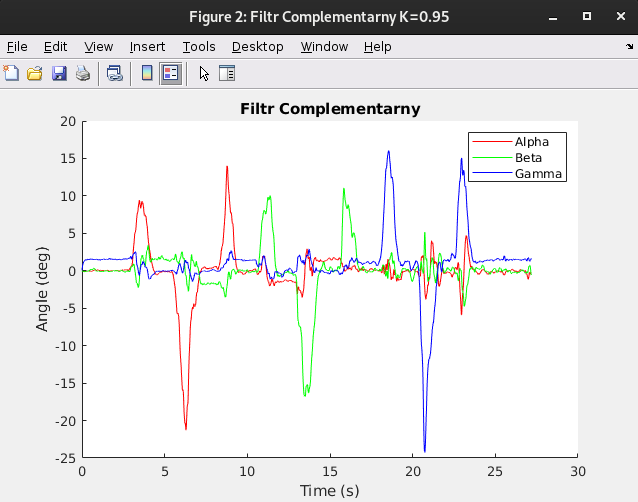 Figure 2: Filtr Complementarny K=0.95
File Edit View Insert Tools Desktop Window Help
Filtr Complementarny
20
15
10
5
0
-5
-10
-15
-20
-25
Angle (deg)
Alpha
Beta
Gamma
0 5 10 15 20 25 30
Time (s)